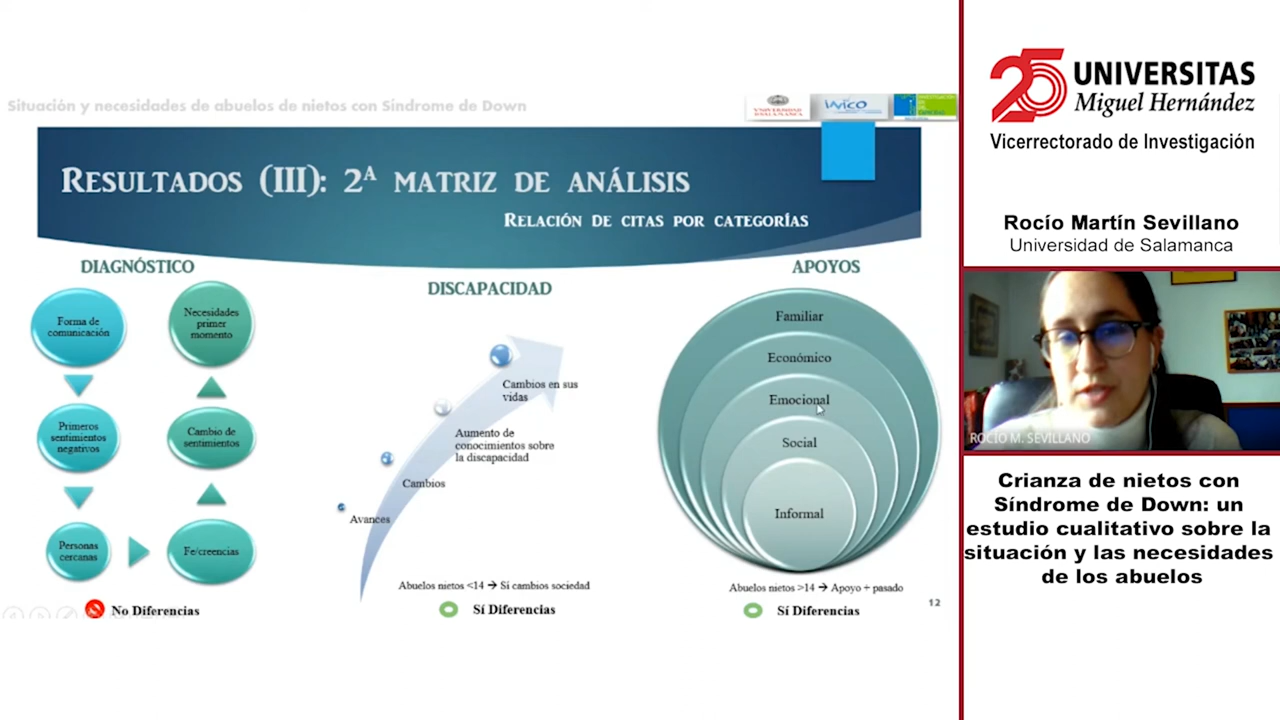 Situación y necesidades de abuelos de nietos con Síndrome de Down
RESULTADOS (III): 2ª MATRIZ DE ANÁLISIS
RELACIÓN DE CITAS POR CATEGORÍAS
DIAGNÓSTICO
Forma de
comunicación
Primeros
sentimientos
negativos
Personas
cercanas
Fe/creencias
Cambio de
sentimientos
Necesidades
primer
momento
No Diferencias
DISCAPACIDAD
Cambios en sus
vidas
Aumento de
conocimientos sobre
la discapacidad
Cambios
Avances
Abuelos nietos <14 → Sí cambios sociedad
Sí Diferencias
APOYOS
Familiar
Económico
Emocional
Social
Informal
Abuelos nietos >14 → Apoyo + pasado
Sí Diferencias
12
25 UNIVERSITAS
Miguel Hernández
Vicerrectorado de Investigación
Rocío Martín Sevillano
Universidad de Salamanca
ROCÍO M. SEVILLANO
Crianza de nietos con
Síndrome de Down: un
estudio cualitativo sobre la
situación y las necesidades
de los abuelos